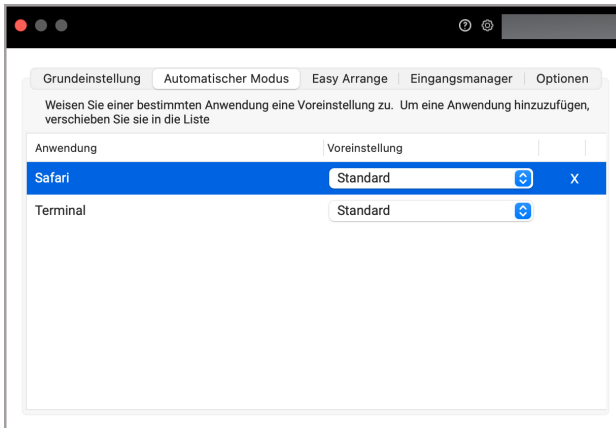 Grundeinstellung Automatischer Modus Easy Arrange Eingangsmanager Optionen
Weisen Sie einer bestimmten Anwendung eine Voreinstellung zu. Um eine Anwendung hinzuzufügen,
verschieben Sie sie in die Liste
Anwendung Voreinstellung
Safari Standard X
Terminal Standard